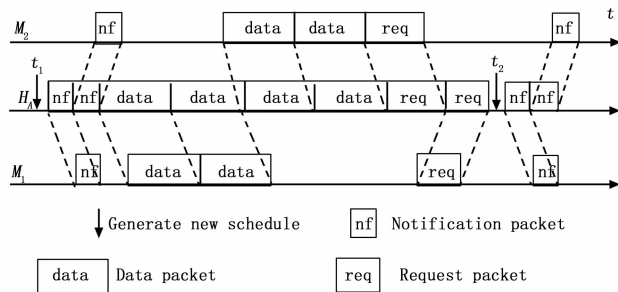 M₂ nf data data req nf t
t₁ t₂
H_A nf nf data data data data req req nf nf
M₁ nf data data req nf
Generate new schedule nf Notification packet
data Data packet req Request packet